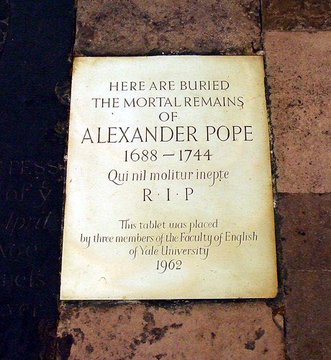 HERE ARE BURIED
THE MORTAL REMAINS
OF
ALEXANDER POPE
1688 — 1744
Qui nil molitur inepte
R · I · P
This tablet was placed
by three members of the Faculty of English
of Yale University
1962